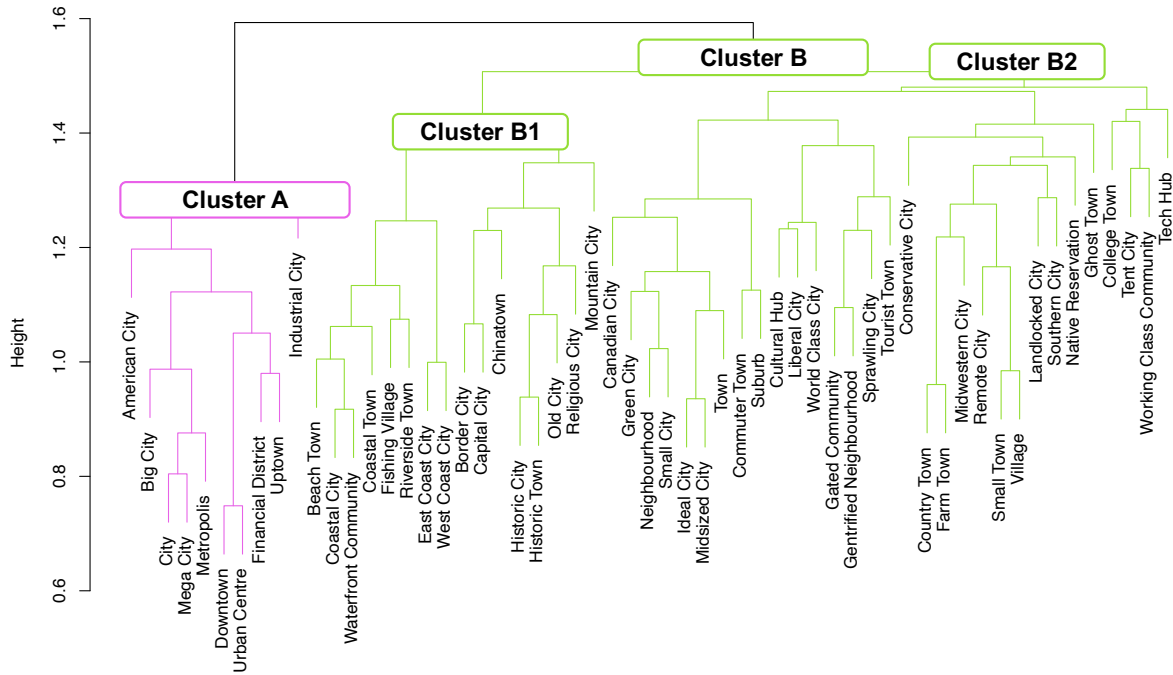 1.6
1.4
1.2
1.0
0.8
0.6
Height
Cluster A
Cluster B
Cluster B1
Cluster B2
American City
Big City
City
Mega City
Metropolis
Downtown
Urban Centre
Financial District
Uptown
Industrial City
Beach Town
Coastal City
Waterfront Community
Coastal Town
Fishing Village
Riverside Town
East Coast City
West Coast City
Border City
Capital City
Chinatown
Historic City
Historic Town
Old City
Religious City
Mountain City
Canadian City
Green City
Neighbourhood
Small City
Ideal City
Midsized City
Town
Commuter Town
Suburb
Cultural Hub
Liberal City
World Class City
Gated Community
Gentrified Neighbourhood
Sprawling City
Tourist Town
Conservative City
Country Town
Farm Town
Midwestern City
Remote City
Small Town
Village
Landlocked City
Southern City
Native Reservation
Ghost Town
College Town
Tent City
Working Class Community
Tech Hub